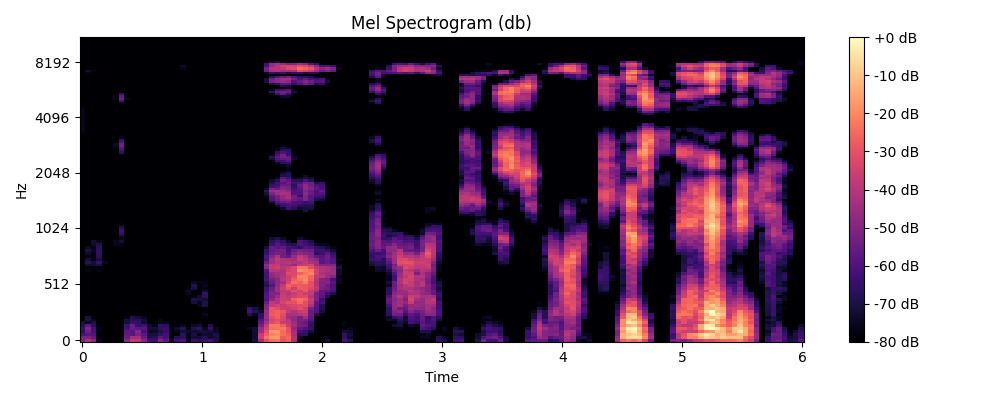 Mel Spectrogram (db)
8192
4096
2048
1024
512
0
Hz
0 1 2 3 4 5 6
Time
+0 dB
-10 dB
-20 dB
-30 dB
-40 dB
-50 dB
-60 dB
-70 dB
-80 dB